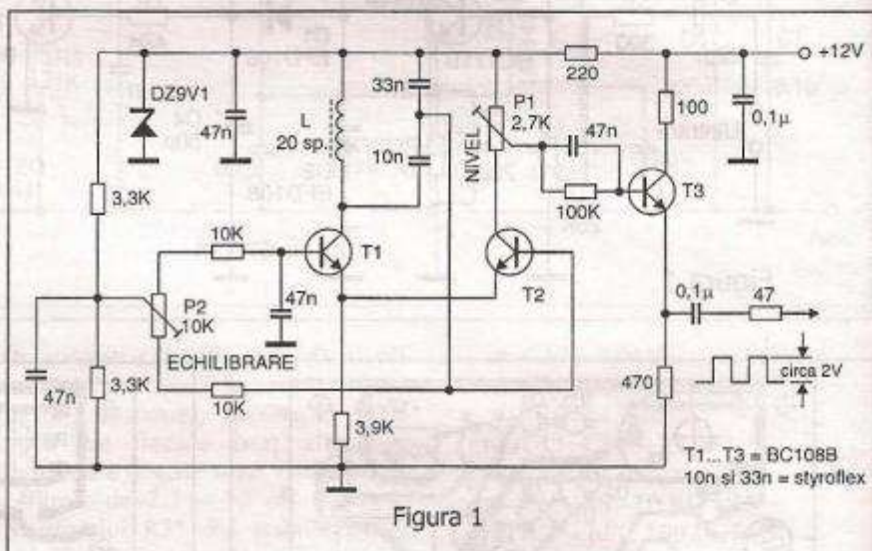 +12V
220
33n
DZ9V1
P1
2,7K
100
0,1µ
47n
L
20 sp.
10n
NIVEL
47n
T3
100K
3,3K
10K
T1
T2
P2
10K
47n
0,1µ
47
ECHILIBRARE
circa 2V
47n
3,3K
10K
470
3,9K
T1...T3 = BC108B
10n si 33n = styroflex
Figura 1